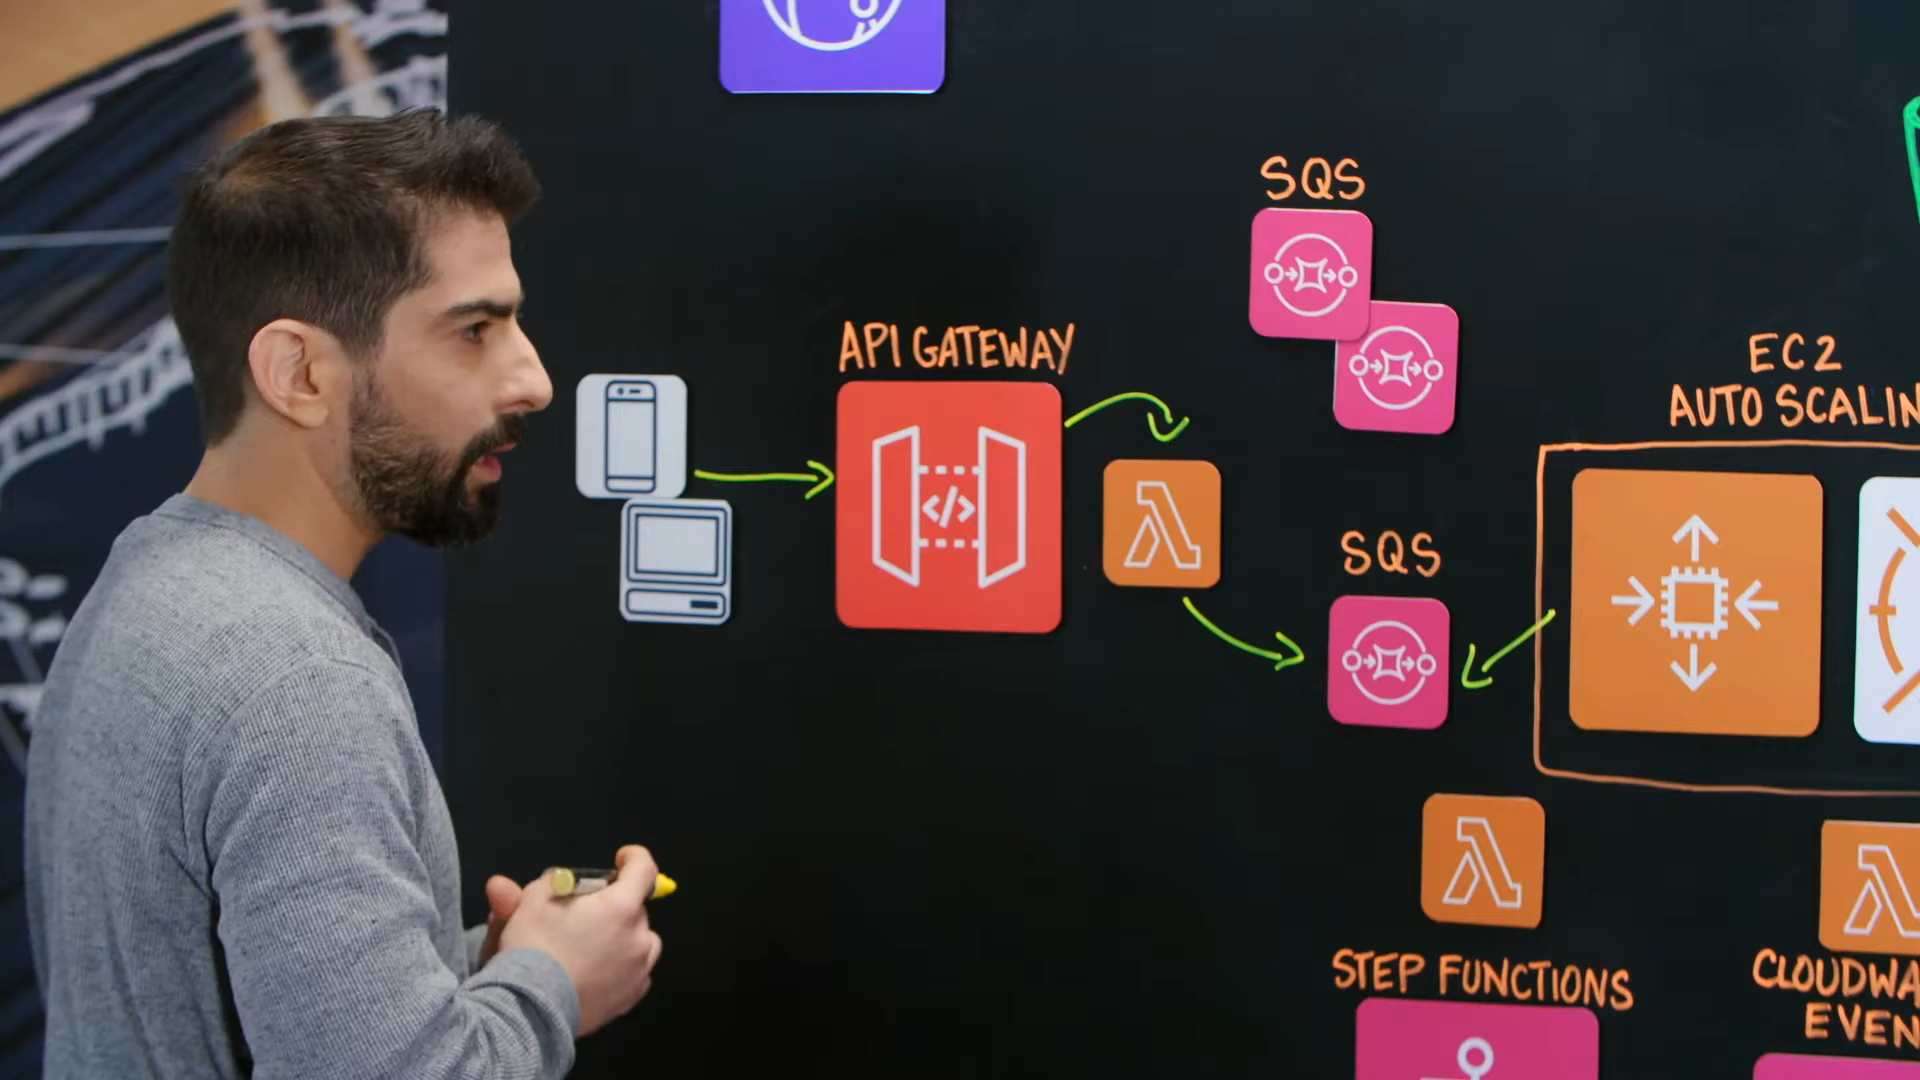 SQS
API GATEWAY
EC2
AUTO SCALIN
SQS
STEP FUNCTIONS
CLOUDWA
EVEN